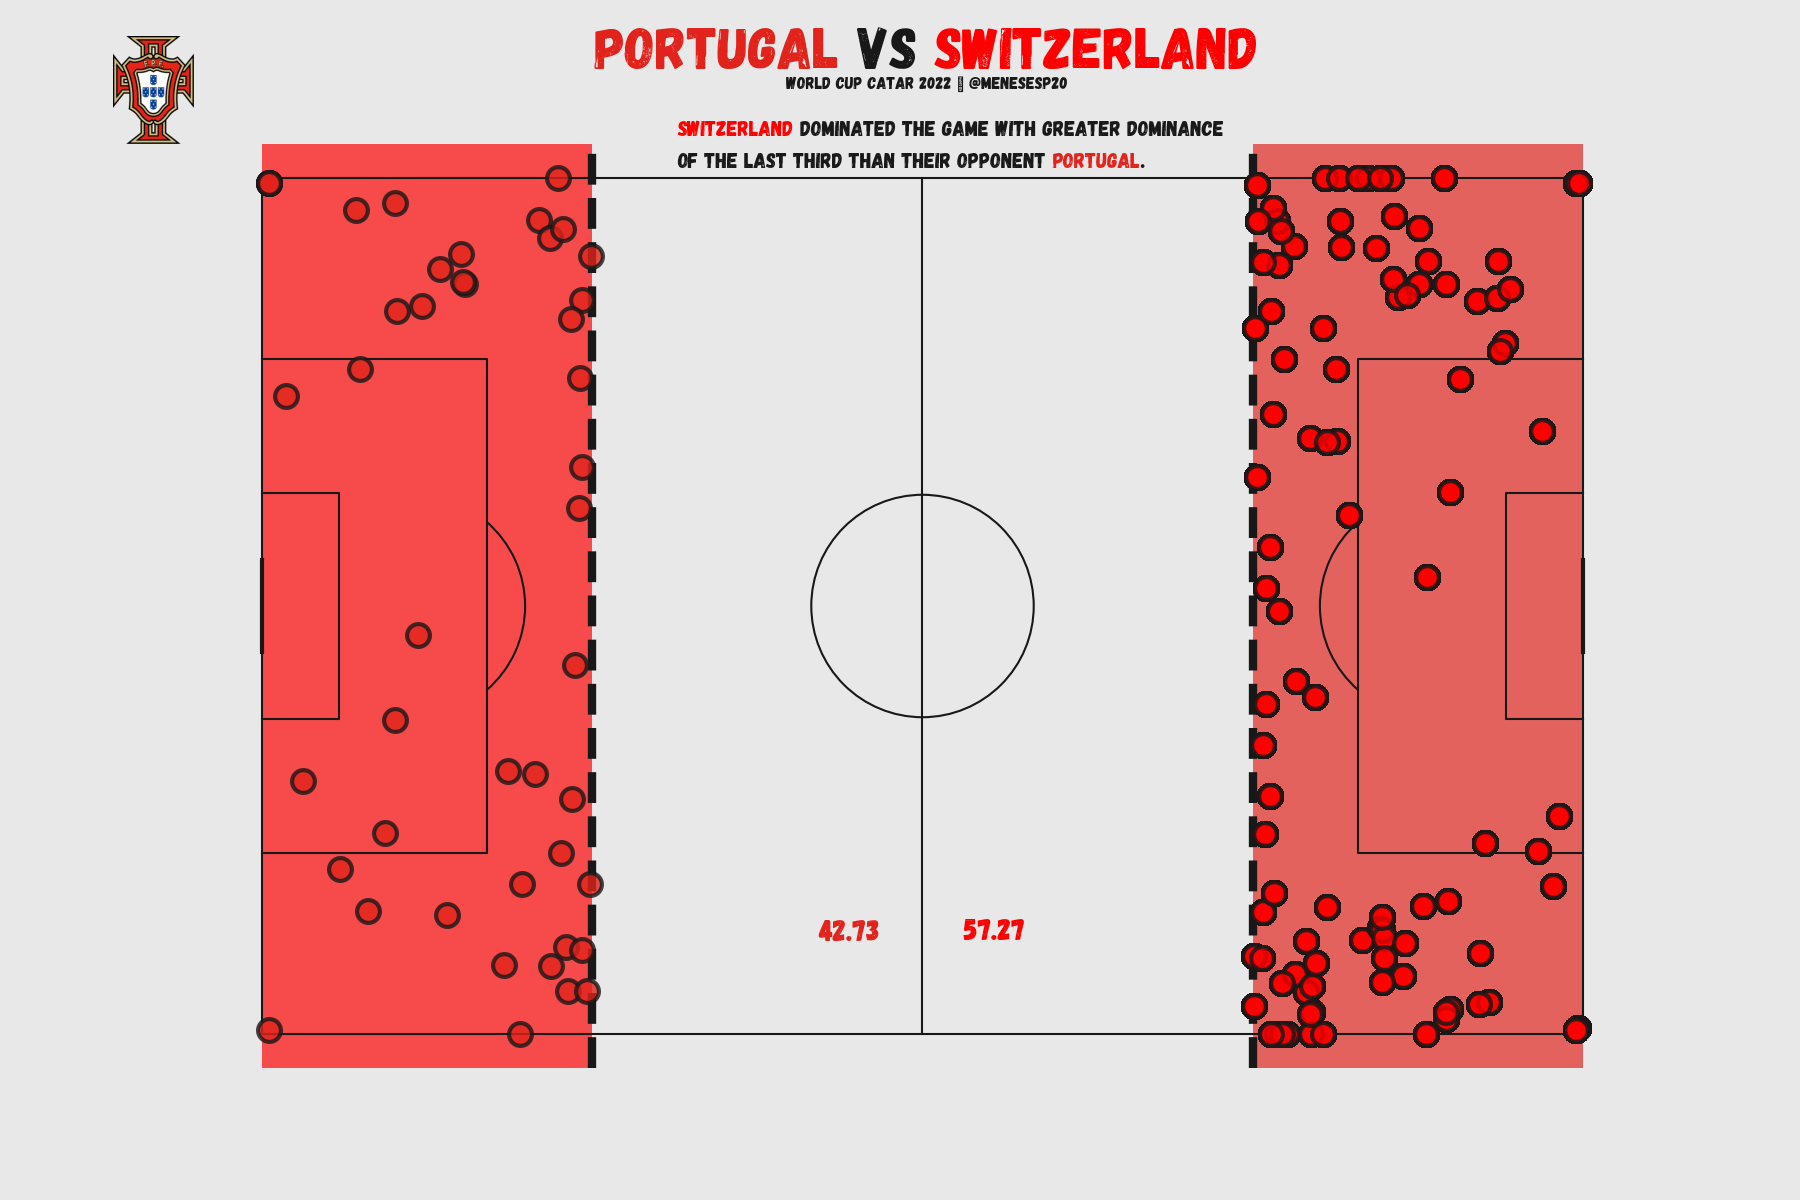 PORTUGAL VS SWITZERLAND
WORLD CUP CATAR 2022 ▯ @MENESESP20
SWITZERLAND DOMINATED THE GAME WITH GREATER DOMINANCE
OF THE LAST THIRD THAN THEIR OPPONENT PORTUGAL.
FPF
42.73 57.27